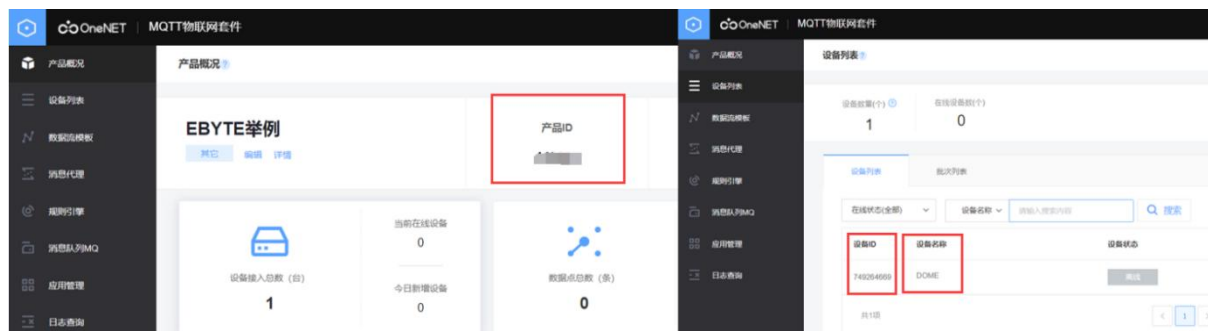 OneNET MQTT物联网套件
产品概况
设备列表
数据流模板
消息代理
规则引擎
消息队列MQ
应用管理
日志查询
产品概况
EBYTE举例
其它 编辑 详情
产品ID
设备接入总数（台）
1
当前在线设备
0
今日新增设备
0
数据点总数（条）
0
OneNET MQTT物联网套件
产品概况
设备列表
数据流模板
消息代理
规则引擎
消息队列MQ
应用管理
日志查询
设备列表
设备数量(个) 在线设备数(个)
1 0
设备列表 批次列表
在线状态(全部) 设备名称 请输入搜索内容 搜索
设备ID 设备名称 设备状态
749264669 DOME 离线
共1项 1